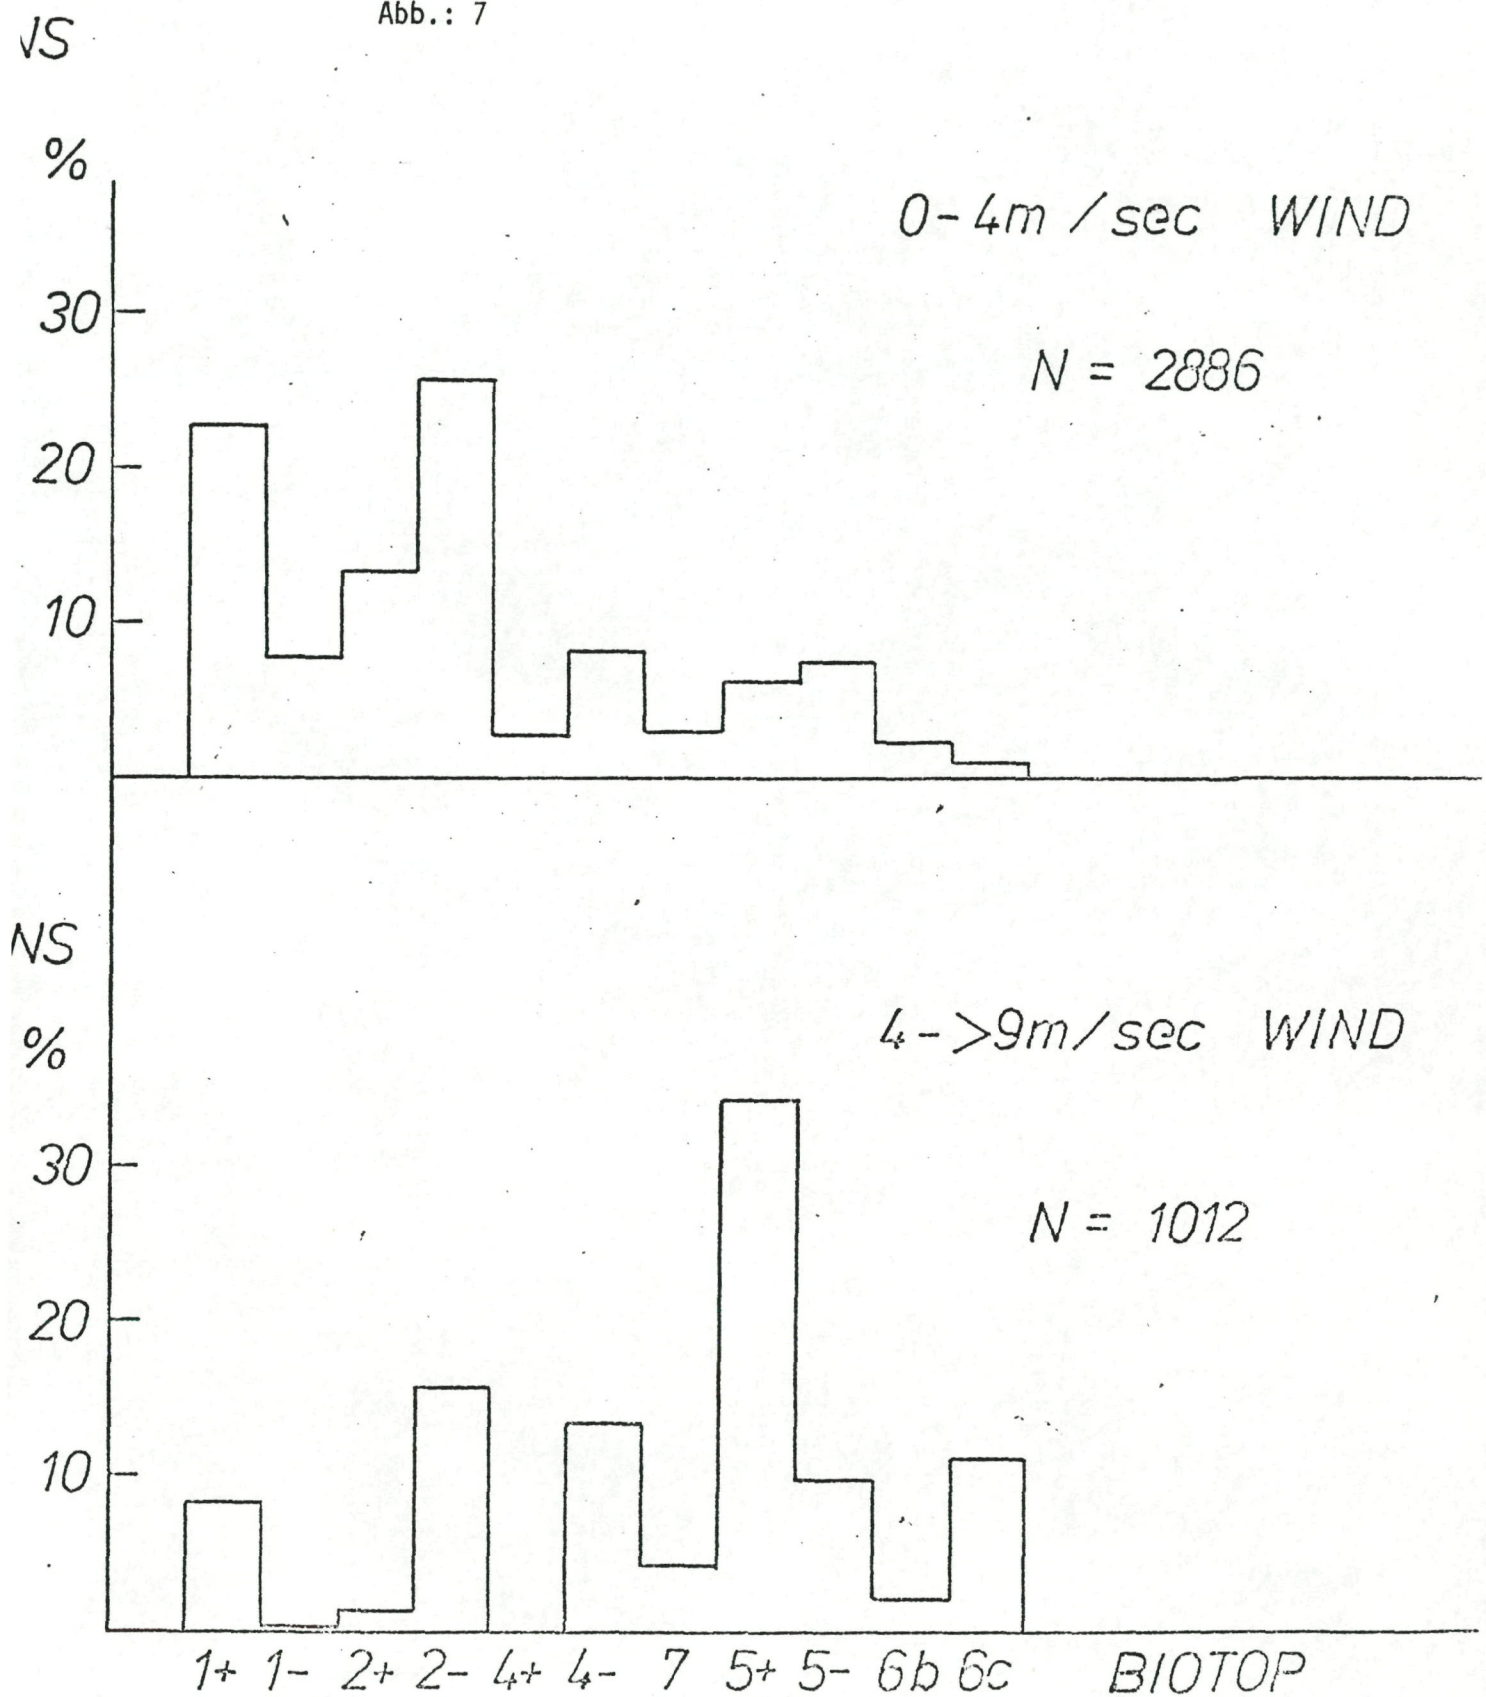 Abb.: 7
NS
%
0-4m/sec WIND
30
N = 2886
20
10
NS
%
4->9m/sec WIND
30
N = 1012
20
10
1+ 1- 2+ 2- 4+ 4- 7 5+ 5- 6b 6c BIOTOP